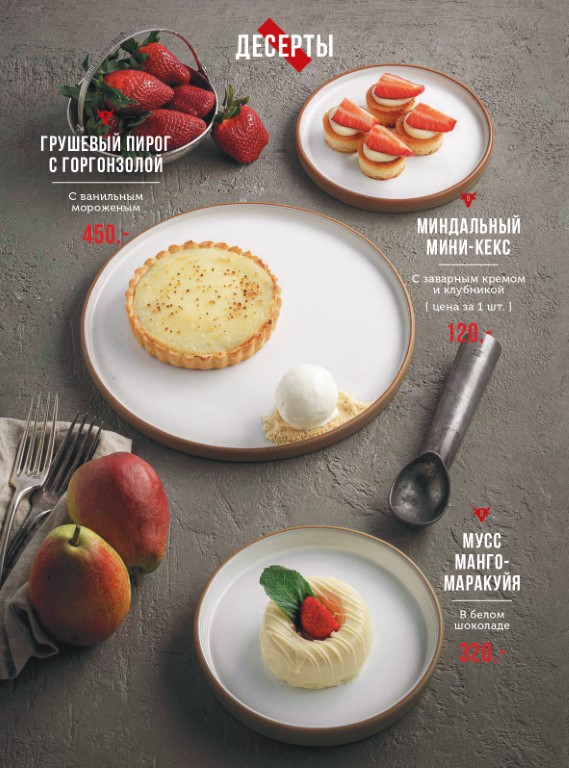 ДЕСЕРТЫ
ГРУШЕВЫЙ ПИРОГ
С ГОРГОНЗОЛОЙ
С ванильным
мороженым
450,-
МИНДАЛЬНЫЙ
МИНИ-КЕКС
С заварным кремом
и клубникой
( цена за 1 шт. )
120,-
МУСС
МАНГО-
МАРАКУЙЯ
В белом
шоколаде
320,-